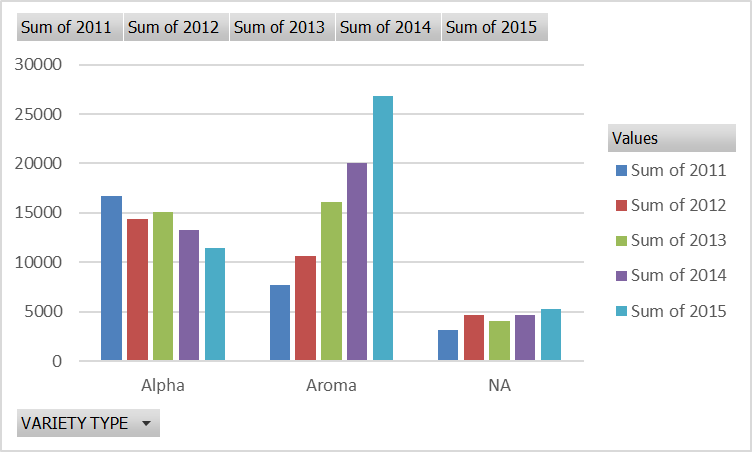 Sum of 2011 Sum of 2012 Sum of 2013 Sum of 2014 Sum of 2015
30000
25000
20000
15000
10000
5000
0
Alpha Aroma NA
Values
Sum of 2011
Sum of 2012
Sum of 2013
Sum of 2014
Sum of 2015
VARIETY TYPE